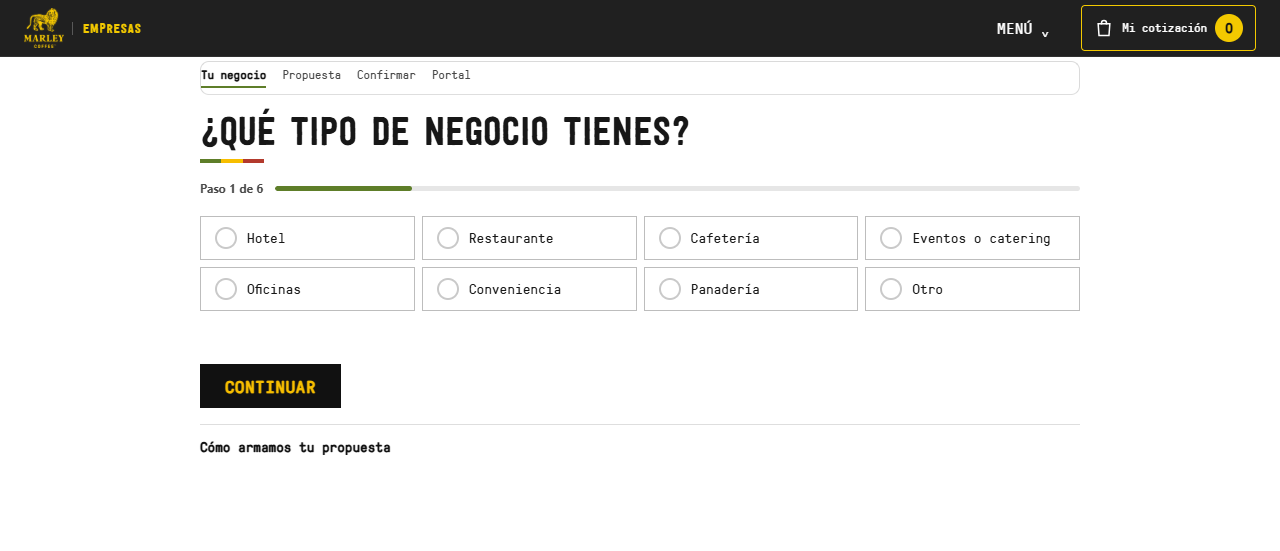 MARLEY
COFFEE
EMPRESAS
MENÚ
Mi cotización 0
Tu negocio Propuesta Confirmar Portal
¿QUÉ TIPO DE NEGOCIO TIENES?
Paso 1 de 6
Hotel Restaurante Cafetería Eventos o catering
Oficinas Conveniencia Panadería Otro
CONTINUAR
Cómo armamos tu propuesta